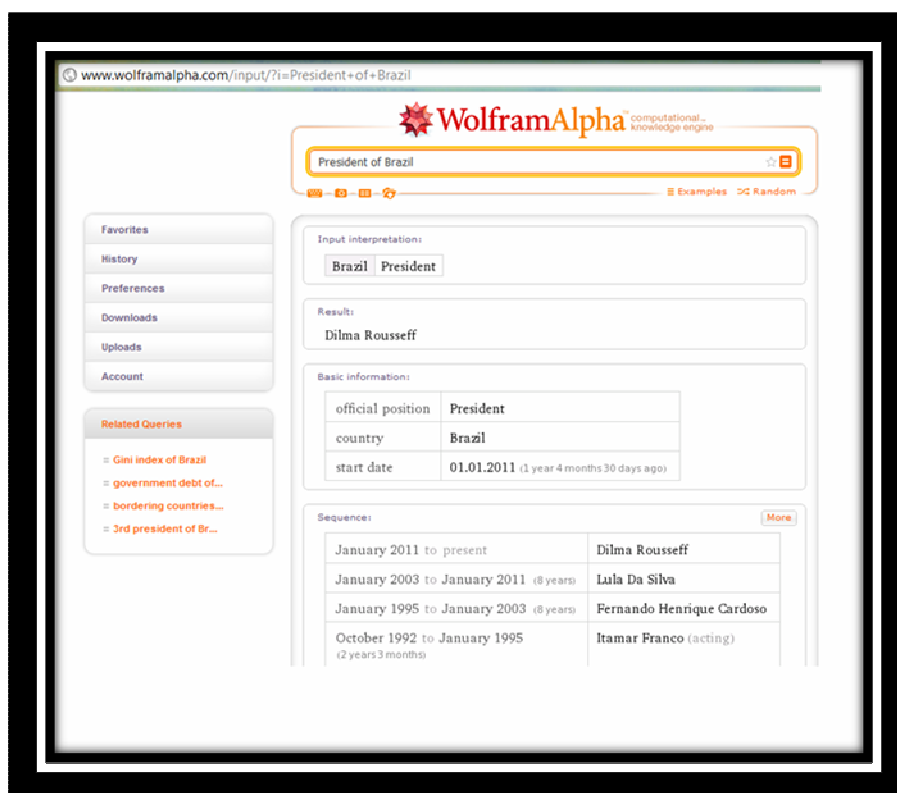 www.wolframalpha.com/input/?i=President+of+Brazil
WolframAlpha™ computational..
knowledge engine
President of Brazil
Examples Random
Favorites
History
Preferences
Downloads
Uploads
Account
Related Queries
Gini index of Brazil
government debt of...
bordering countries...
3rd president of Br...
Input interpretation:
Brazil President
Result:
Dilma Rousseff
Basic information:
official position President
country Brazil
start date 01.01.2011 (1 year 4 months 30 days ago)
Sequence: More
January 2011 to present Dilma Rousseff
January 2003 to January 2011 (8 years) Lula Da Silva
January 1995 to January 2003 (8 years) Fernando Henrique Cardoso
October 1992 to January 1995 Itamar Franco (acting)
(2 years 3 months)